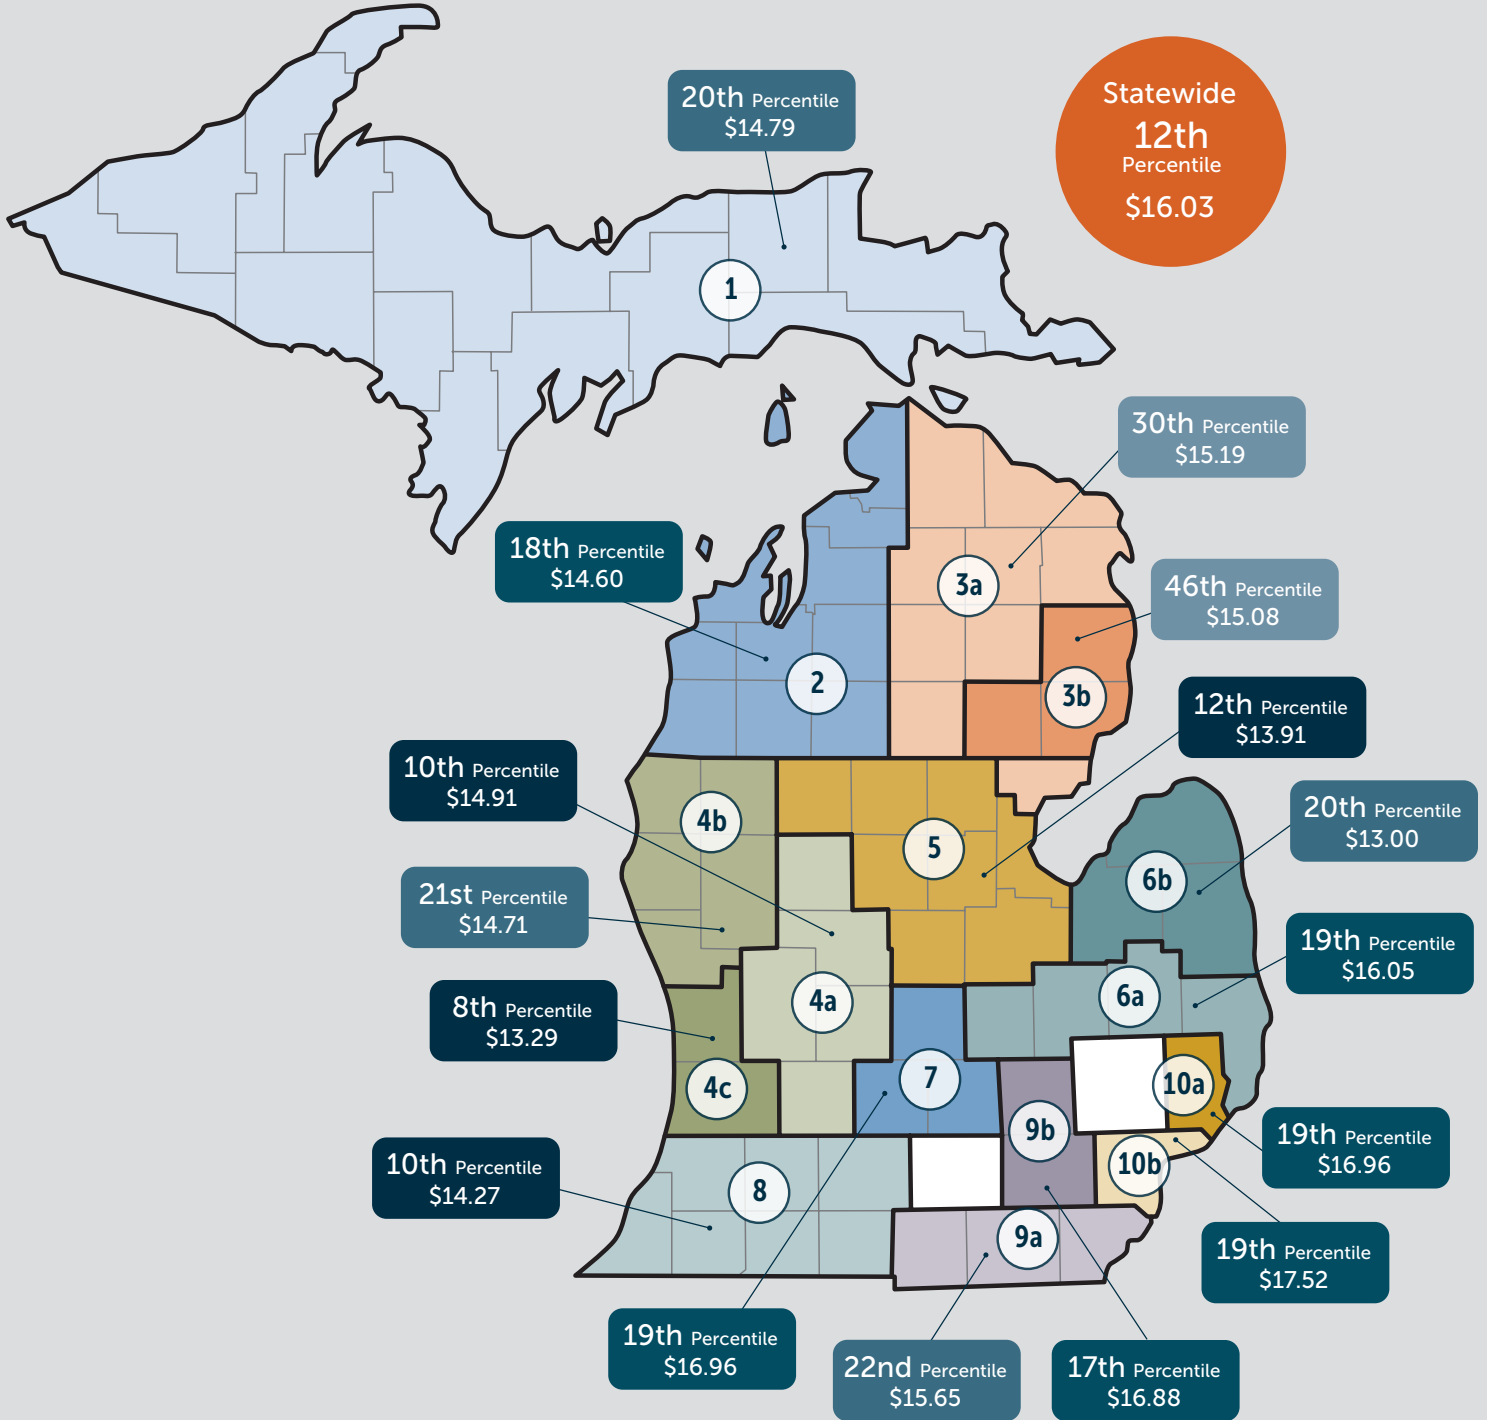 Statewide
12th
Percentile
$16.03
20th Percentile
$14.79
1
30th Percentile
$15.19
18th Percentile
$14.60
3a
46th Percentile
$15.08
2
3b
12th Percentile
$13.91
10th Percentile
$14.91
4b
5
20th Percentile
$13.00
6b
21st Percentile
$14.71
19th Percentile
$16.05
8th Percentile
$13.29
4a
6a
4c
7
10a
9b
19th Percentile
$16.96
10th Percentile
$14.27
8
10b
9a
19th Percentile
$17.52
19th Percentile
$16.96
22nd Percentile
$15.65
17th Percentile
$16.88